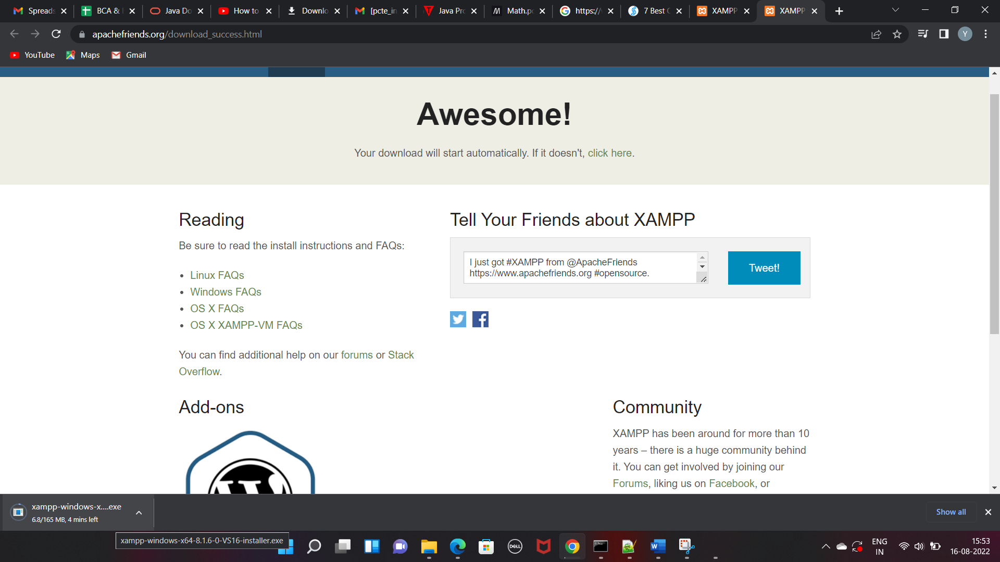 Spreads
BCA &
Java Do
How to
Downlo
[pcte_in
Java Pro
Math.po
https://
7 Best
XAMPP
XAMPP
apachefriends.org/download_success.html
Y
YouTube
Maps
Gmail
Awesome!
Your download will start automatically. If it doesn't, click here.
Reading
Be sure to read the install instructions and FAQs:
• Linux FAQs
• Windows FAQs
• OS X FAQs
• OS X XAMPP-VM FAQs
You can find additional help on our forums or Stack
Overflow.
Tell Your Friends about XAMPP
I just got #XAMPP from @ApacheFriends
https://www.apachefriends.org #opensource.
Tweet!
Add-ons
Community
XAMPP has been around for more than 10
years – there is a huge community behind
it. You can get involved by joining our
Forums, liking us on Facebook, or
xampp-windows-x....exe
6.8/165 MB, 4 mins left
Show all
xampp-windows-x64-8.1.6-0-VS16-installer.exe
DELL
ENG
IN
15:53
16-08-2022